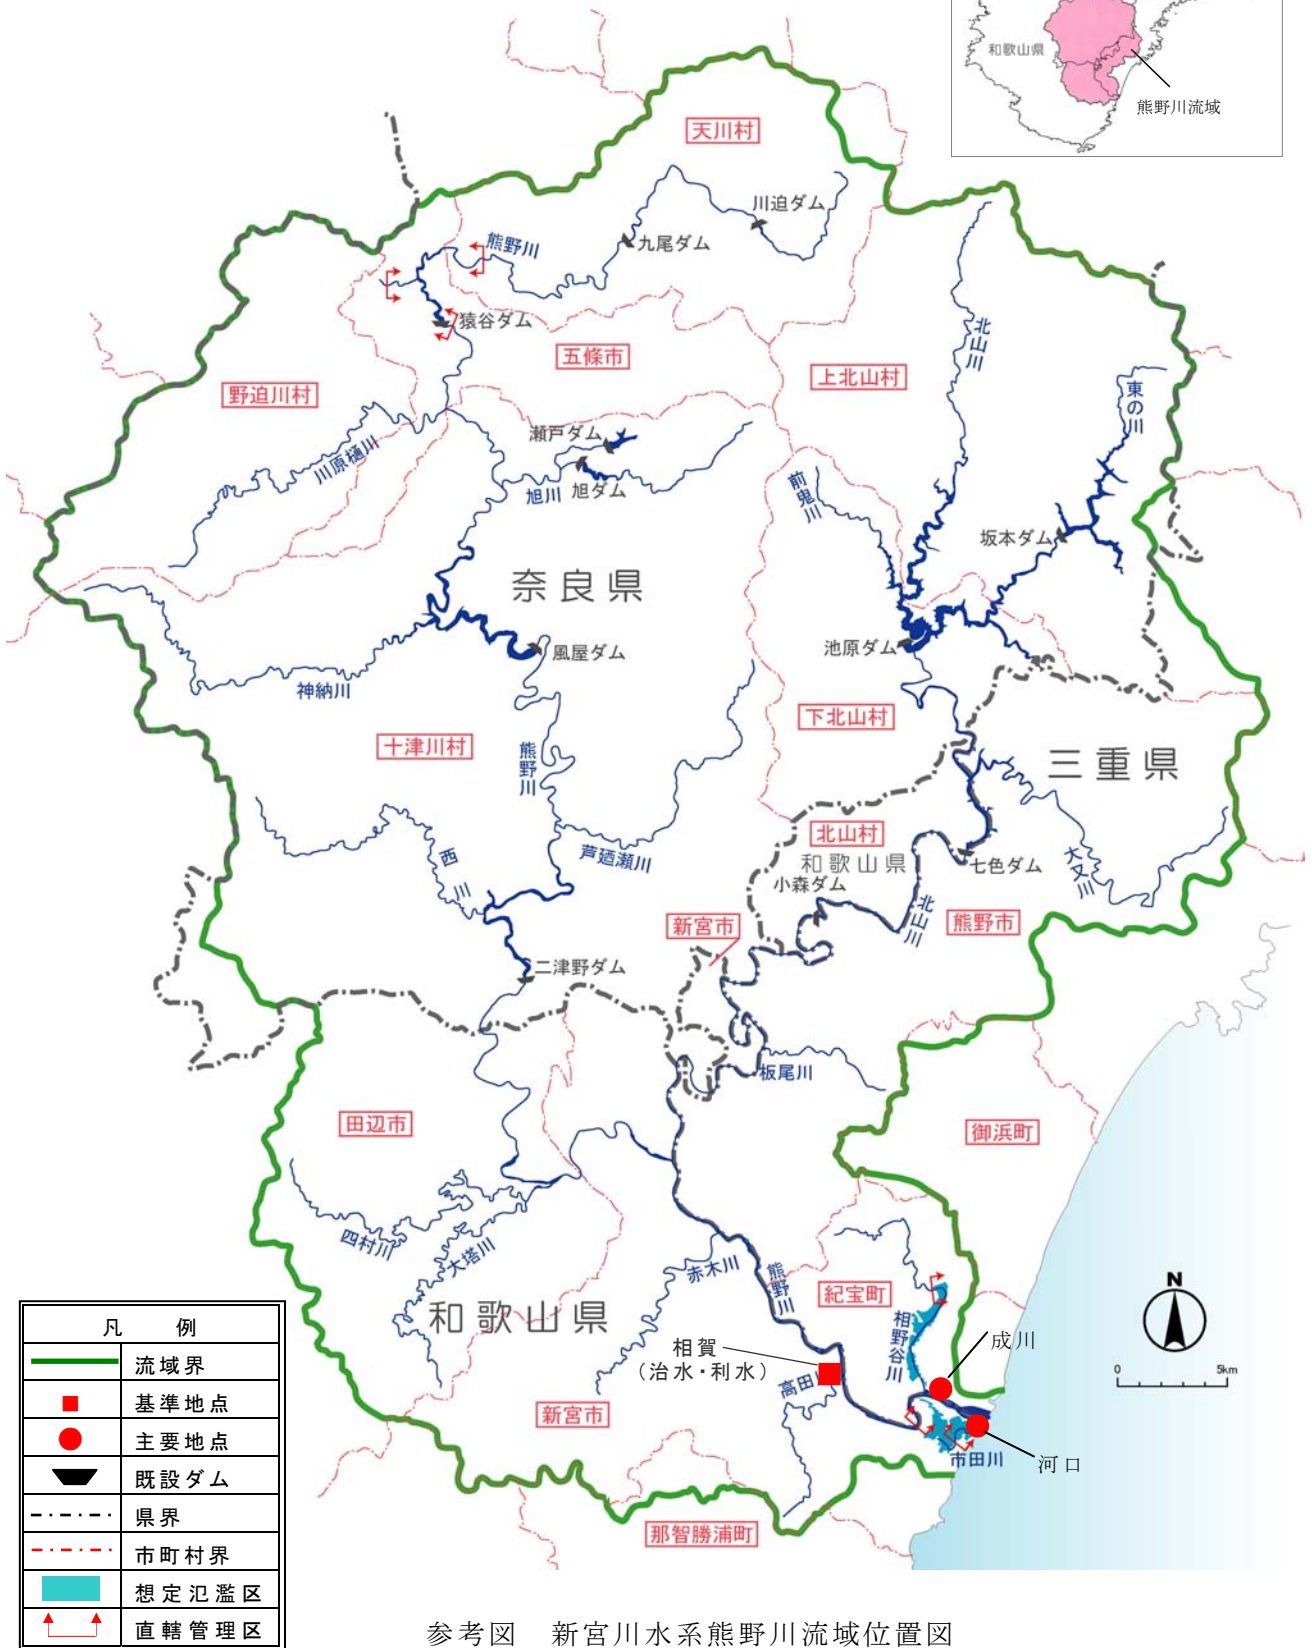 和歌山県
熊野川流域
天川村
川迫ダム
九尾ダム
熊野川
猿谷ダム
五條市
野迫川村
上北山村
北山川
東の川
瀬戸ダム
川原樋川
旭川
旭ダム
前鬼川
坂本ダム
奈良県
風屋ダム
池原ダム
神納川
下北山村
十津川村
熊野川
三重県
北山村
和歌山県
芦廼瀬川
西川
七色ダム
大又川
小森ダム
新宮市
北山川
熊野市
二津野ダム
板尾川
田辺市
御浜町
四村川
大塔川
赤木川
熊野川
紀宝町
和歌山県
相野谷川
成川
相賀
(治水・利水)
高田川
新宮市
市田川
河口
那智勝浦町
N
0 5km
凡 例
流域界
基準地点
主要地点
既設ダム
県界
市町村界
想定氾濫区
直轄管理区
参考図 新宮川水系熊野川流域位置図